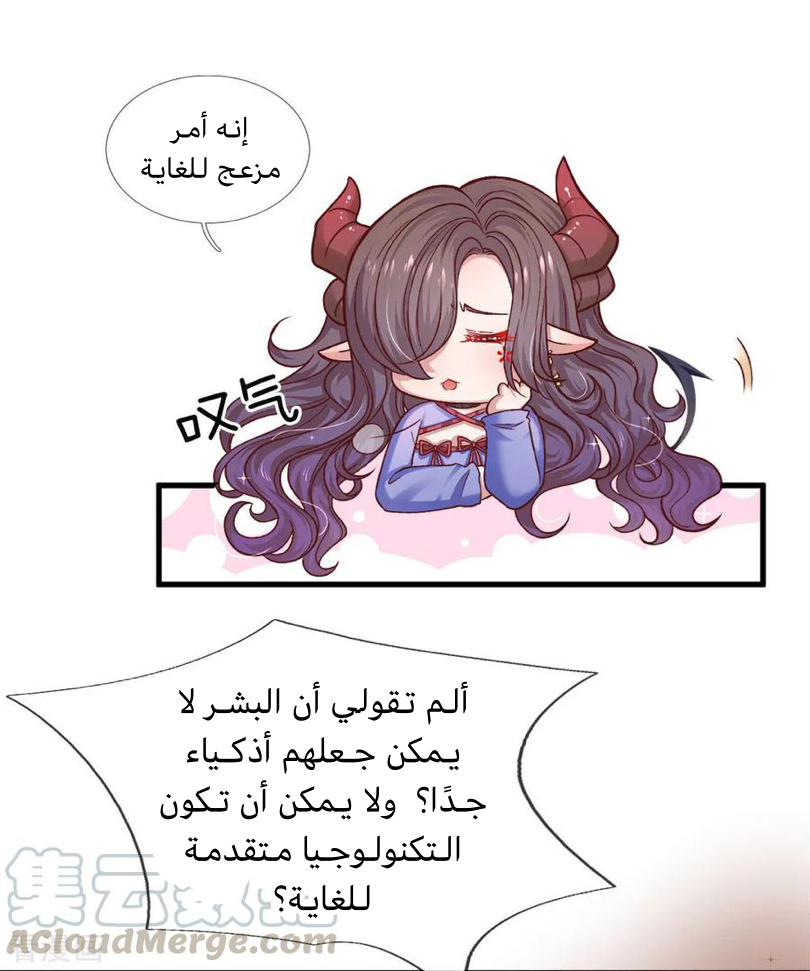 إنه أمر
مزعج للغاية
叹气
ألم تقولي أن البشر لا
يمكن جعلهم أذكياء
جدًا؟ ولا يمكن أن تكون
التكنولوجيا متقدمة
للغاية؟
ACloudMerge.com